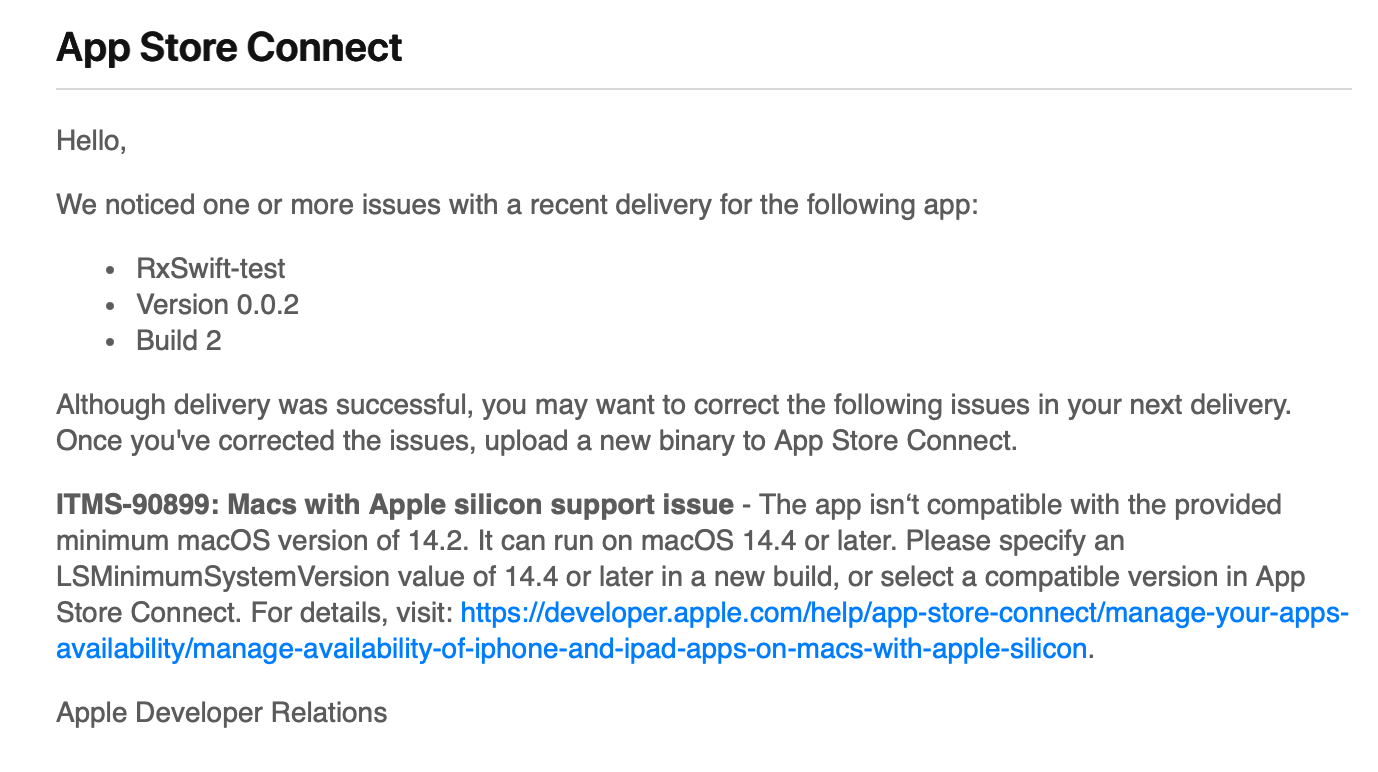 App Store Connect
Hello,
We noticed one or more issues with a recent delivery for the following app:
• RxSwift-test
• Version 0.0.2
• Build 2
Although delivery was successful, you may want to correct the following issues in your next delivery.
Once you've corrected the issues, upload a new binary to App Store Connect.
ITMS-90899: Macs with Apple silicon support issue - The app isn‘t compatible with the provided
minimum macOS version of 14.2. It can run on macOS 14.4 or later. Please specify an
LSMinimumSystemVersion value of 14.4 or later in a new build, or select a compatible version in App
Store Connect. For details, visit: https://developer.apple.com/help/app-store-connect/manage-your-apps-
availability/manage-availability-of-iphone-and-ipad-apps-on-macs-with-apple-silicon.
Apple Developer Relations